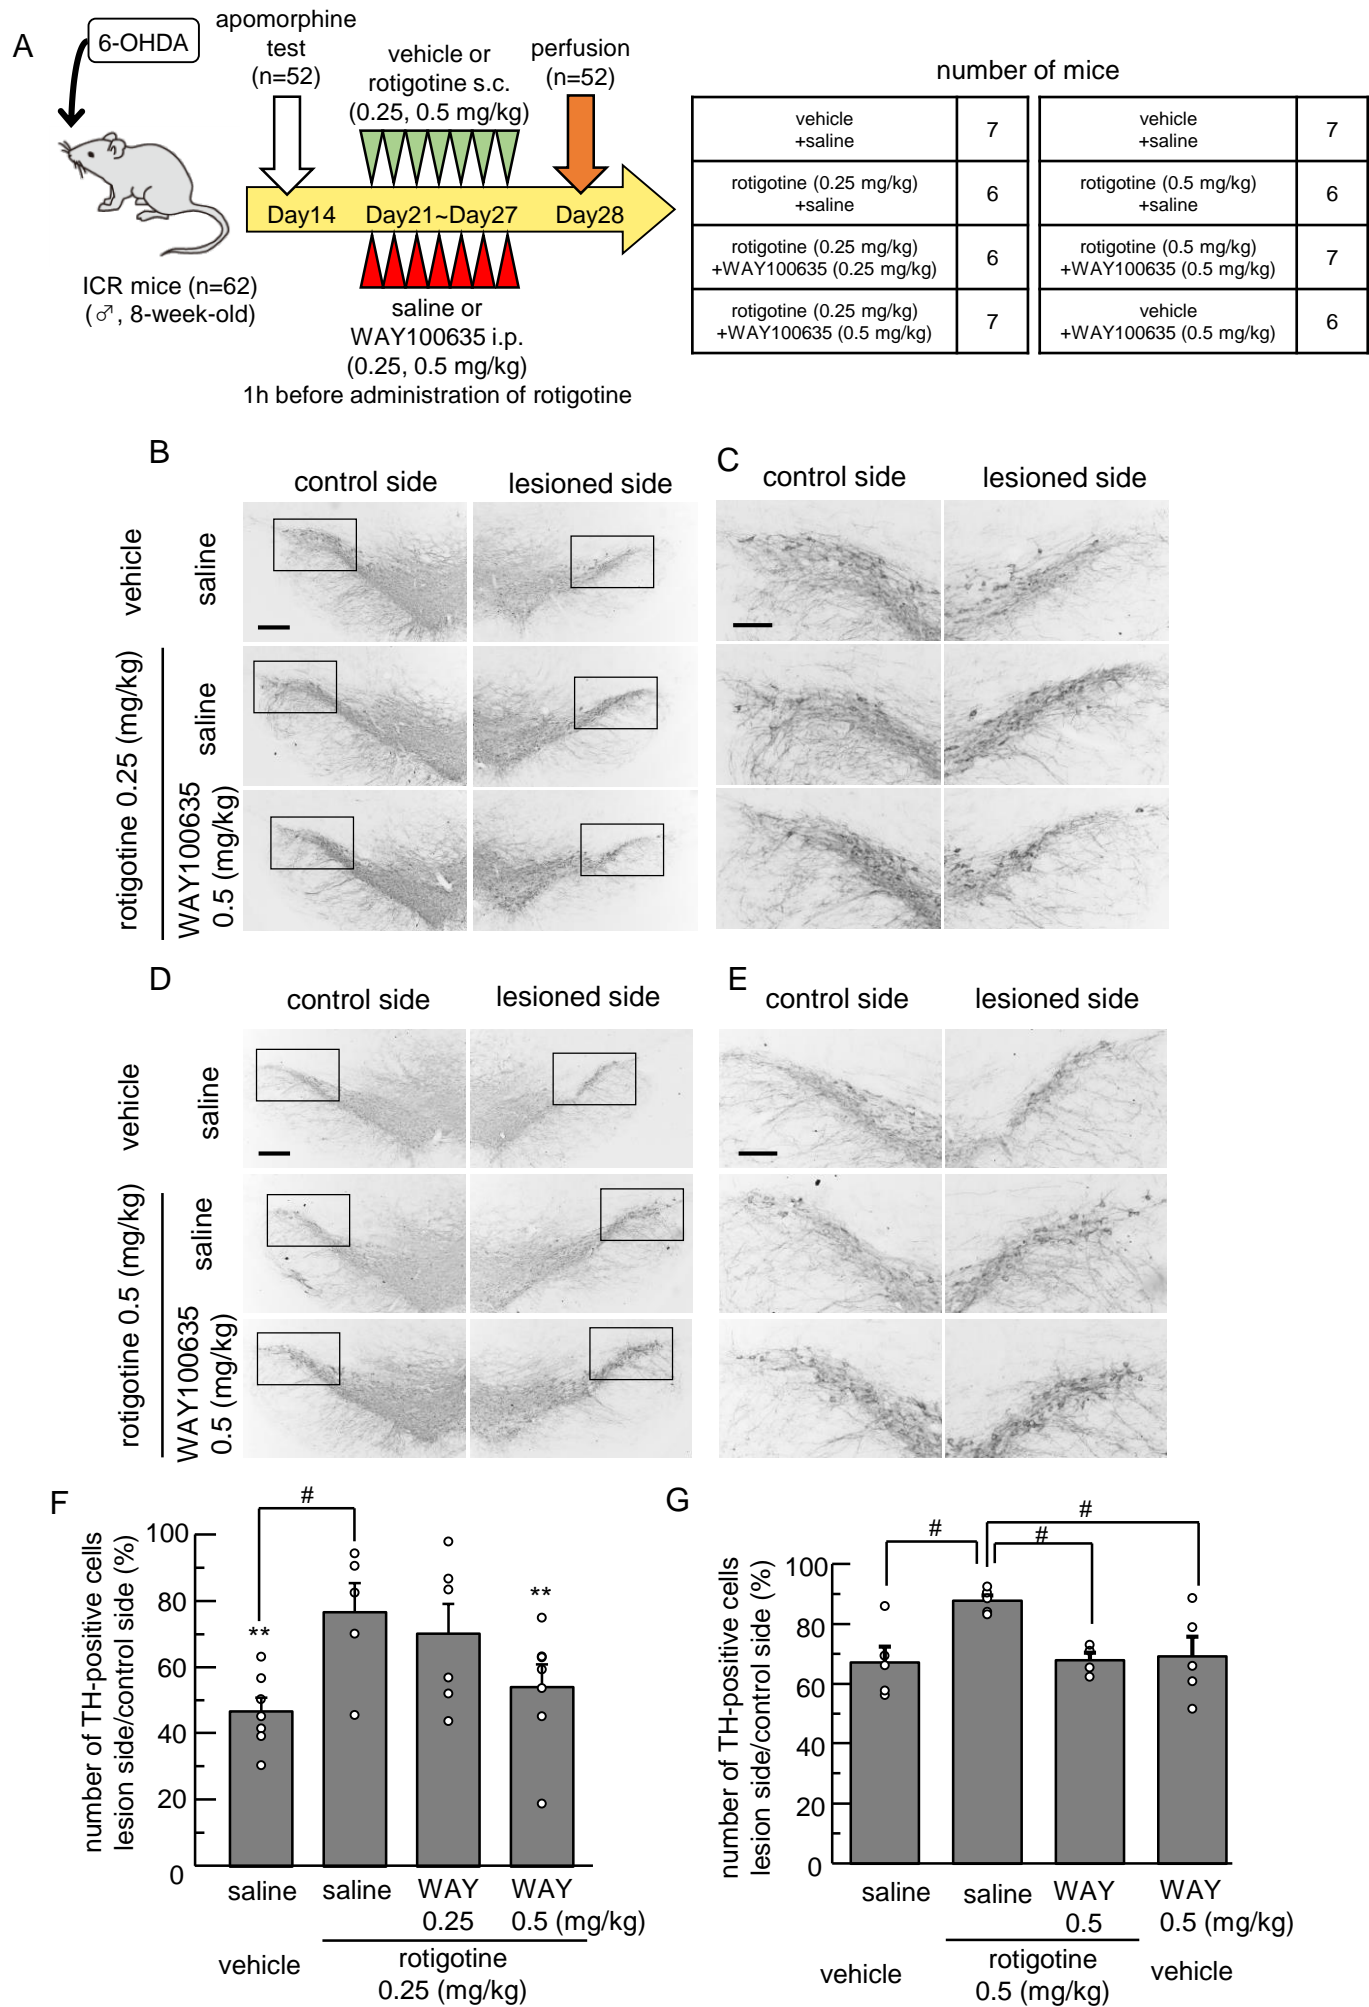 A
6-OHDA
ICR mice (n=62)
(♂, 8-week-old)
apomorphine
test
(n=52)
vehicle or
rotigotine s.c.
(0.25, 0.5 mg/kg)
perfusion
(n=52)
Day14
Day21~Day27
Day28
saline or
WAY100635 i.p.
(0.25, 0.5 mg/kg)
1h before administration of rotigotine
number of mice
vehicle
+saline
7
rotigotine (0.25 mg/kg)
+saline
6
rotigotine (0.25 mg/kg)
+WAY100635 (0.25 mg/kg)
6
rotigotine (0.25 mg/kg)
+WAY100635 (0.5 mg/kg)
7
vehicle
+saline
7
rotigotine (0.5 mg/kg)
+saline
6
rotigotine (0.5 mg/kg)
+WAY100635 (0.5 mg/kg)
7
vehicle
+WAY100635 (0.5 mg/kg)
6
B
control side
lesioned side
vehicle
saline
rotigotine 0.25 (mg/kg)
saline
WAY100635
0.5 (mg/kg)
C
control side
lesioned side
D
control side
lesioned side
vehicle
saline
rotigotine 0.5 (mg/kg)
saline
WAY100635
0.5 (mg/kg)
E
control side
lesioned side
F
number of TH-positive cells
lesion side/control side (%)
100
80
60
40
20
0
#
**
**
saline
saline
WAY
0.25
WAY
0.5 (mg/kg)
vehicle
rotigotine
0.25 (mg/kg)
G
number of TH-positive cells
lesion side/control side (%)
100
80
60
40
20
0
#
#
#
saline
saline
WAY
0.5
WAY
0.5 (mg/kg)
vehicle
rotigotine
0.5 (mg/kg)
vehicle